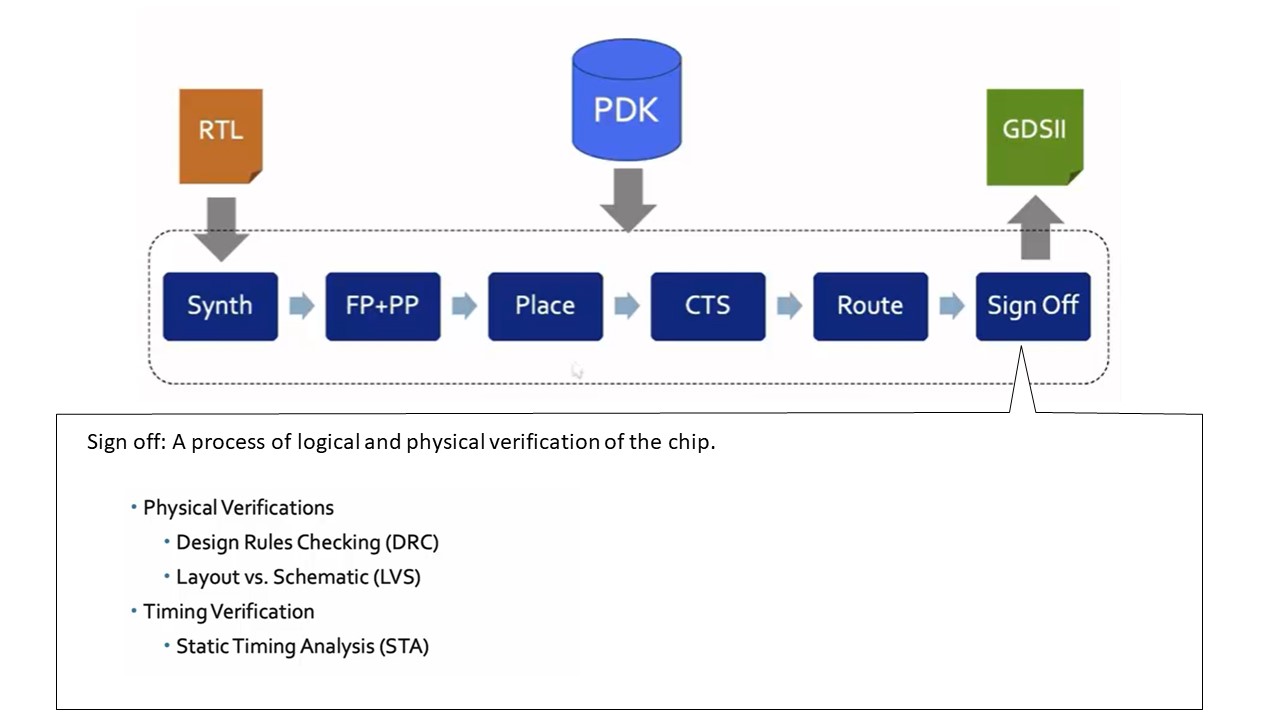 PDK
RTL
GDSII
Synth
FP+PP
Place
CTS
Route
Sign Off
Sign off: A process of logical and physical verification of the chip.
• Physical Verifications
• Design Rules Checking (DRC)
• Layout vs. Schematic (LVS)
• Timing Verification
• Static Timing Analysis (STA)